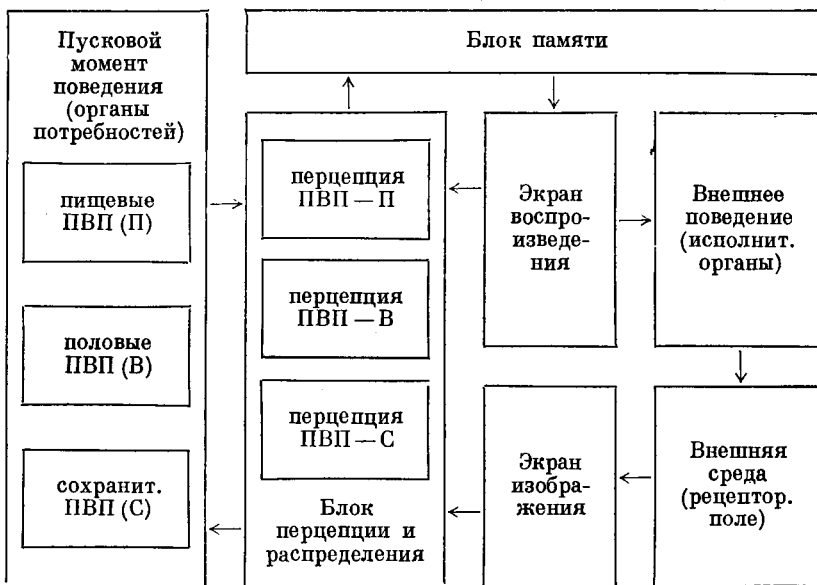 Пусковой
момент
поведения
(органы
потребностей)
пищевые
ПВП (П)
половые
ПВП (В)
сохранит.
ПВП (С)
Блок памяти
перцепция
ПВП — П
перцепция
ПВП — В
перцепция
ПВП — С
Блок
перцепции и
распределения
Экран
воспро-
изведе-
ния
Внешнее
поведение
(исполнит.
органы)
Экран
изобра-
жения
Внешняя
среда
(рецептор.
поле)